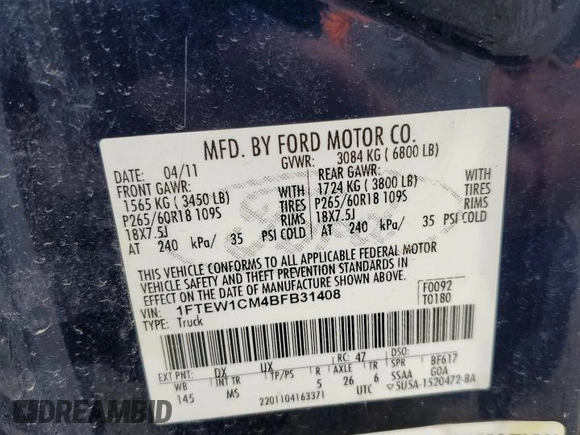 MFD. BY FORD MOTOR CO.
DATE: 04/11 GVWR: 3084 KG ( 6800 LB)
FRONT GAWR: REAR GAWR:
1565 KG ( 3450 LB) WITH 1724 KG ( 3800 LB) WITH
P265/60R18 109S TIRES P265/60R18 109S TIRES
18X7.5J RIMS 18X7.5J RIMS
AT 240 kPa/ 35 PSI COLD AT 240 kPa/ 35 PSI COLD
THIS VEHICLE CONFORMS TO ALL APPLICABLE FEDERAL MOTOR
VEHICLE SAFETY AND THEFT PREVENTION STANDARDS IN
EFFECT ON THE DATE OF MANUFACTURE SHOWN ABOVE.
VIN: 1FTEW1CM4BFB31408 F0092
TYPE: Truck T0180
EXT PNT: DX UX RC: 47 DSO:
WB INT TR TP/PS R AXLE TR SPR BF617
145 MS 5 26 6 SSAA GOA
220110416337​1 UTC 5U5A-1520472-BA
DREAMBID